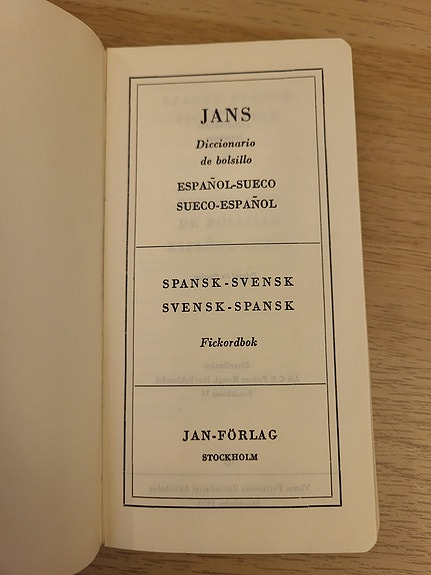 JANS
Diccionario
de bolsillo
ESPAÑOL-SUECO
SUECO-ESPAÑOL
SPANSK-SVENSK
SVENSK-SPANSK
Fickordbok
JAN-FÖRLAG
STOCKHOLM